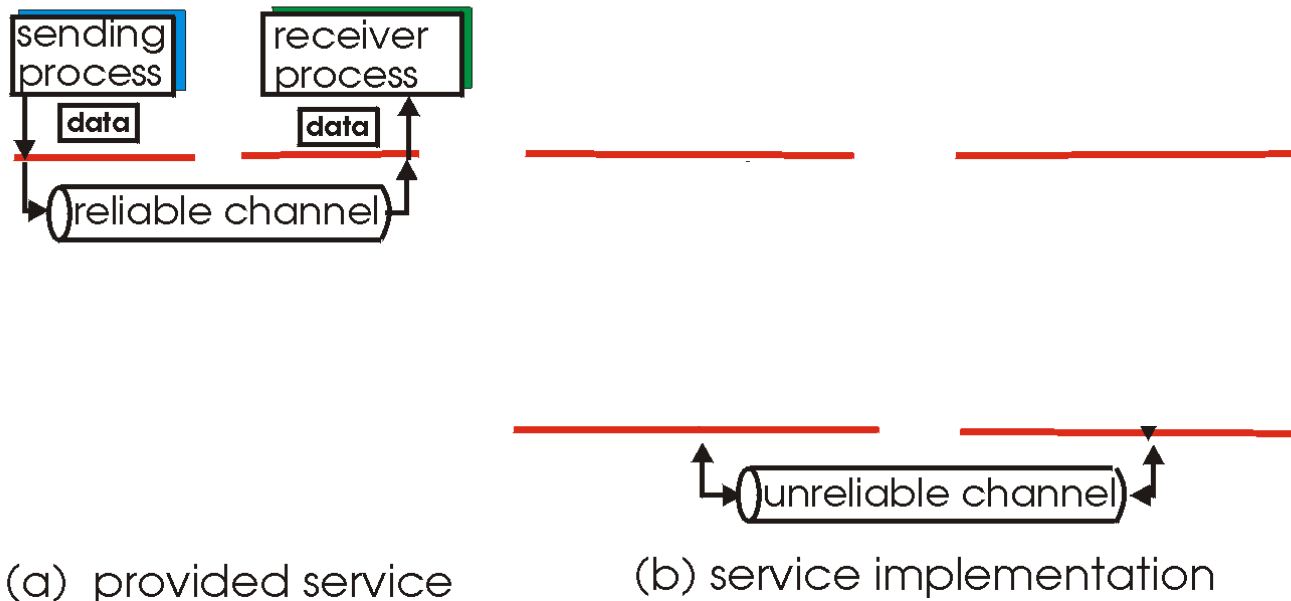 sending
process
receiver
process
data
data
reliable channel
unreliable channel
(a) provided service
(b) service implementation